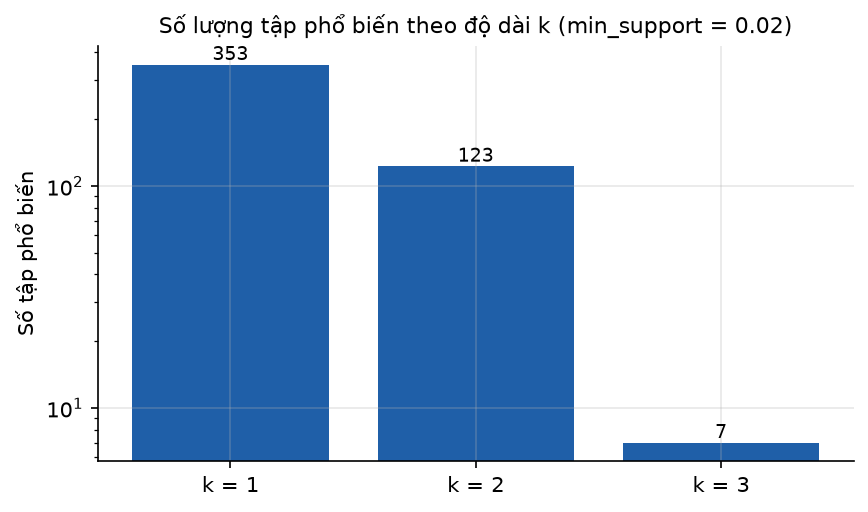 Số lượng tập phổ biến theo độ dài k (min_support = 0.02)
Số tập phổ biến
10²
10¹
353
123
7
k = 1
k = 2
k = 3